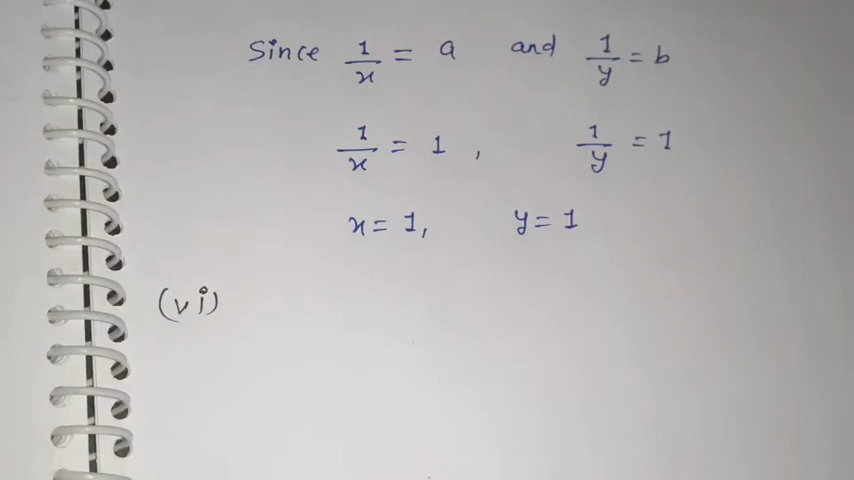 Since 1/x = a and 1/y = b
1/x = 1 , 1/y = 1
x = 1, y = 1
(vi)